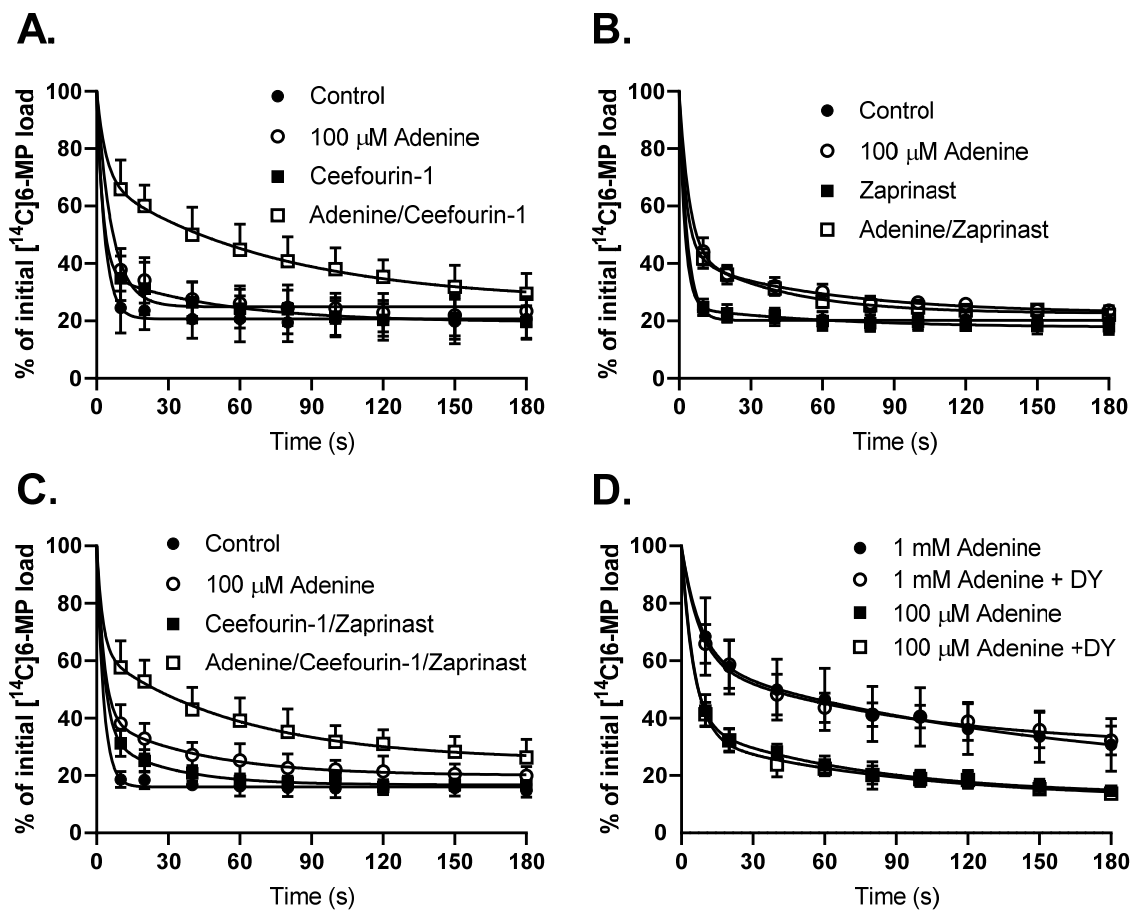 A.
% of initial [¹⁴C]6-MP load
100
80
60
40
20
0
Control
100 µM Adenine
Ceefourin-1
Adenine/Ceefourin-1
0 30 60 90 120 150 180
Time (s)
B.
% of initial [¹⁴C]6-MP load
100
80
60
40
20
0
Control
100 µM Adenine
Zaprinast
Adenine/Zaprinast
0 30 60 90 120 150 180
Time (s)
C.
% of initial [¹⁴C]6-MP load
100
80
60
40
20
0
Control
100 µM Adenine
Ceefourin-1/Zaprinast
Adenine/Ceefourin-1/Zaprinast
0 30 60 90 120 150 180
Time (s)
D.
% of initial [¹⁴C]6-MP load
100
80
60
40
20
0
1 mM Adenine
1 mM Adenine + DY
100 µM Adenine
100 µM Adenine +DY
0 30 60 90 120 150 180
Time (s)